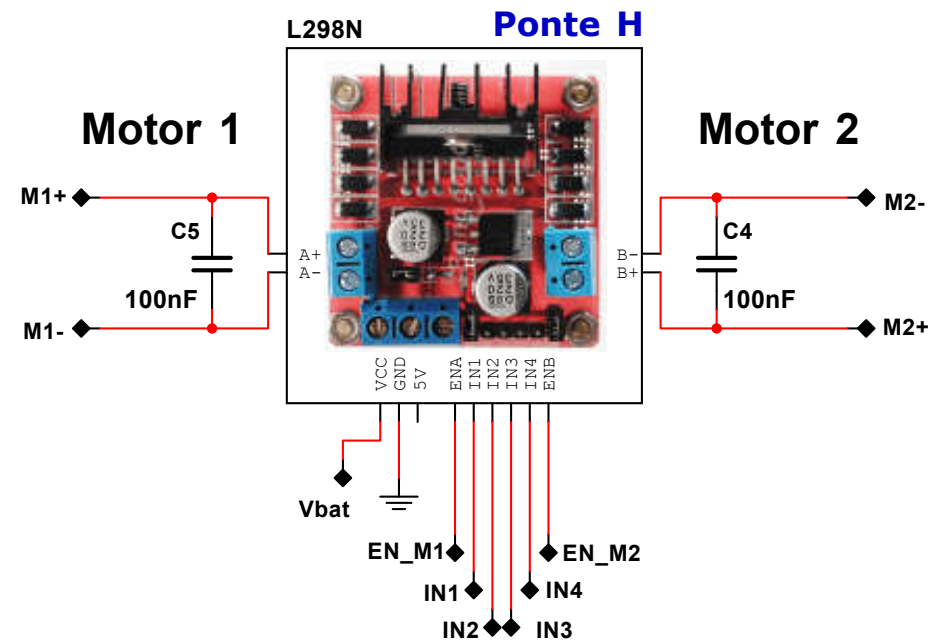 Ponte H
L298N
Motor 1
Motor 2
M1+
M2-
C5
C4
A+
A-
B-
B+
100nF
100nF
M1-
M2+
VCC
GND
5V
ENA
IN1
IN2
IN3
IN4
ENB
Vbat
EN_M1
EN_M2
IN1
IN4
IN2
IN3